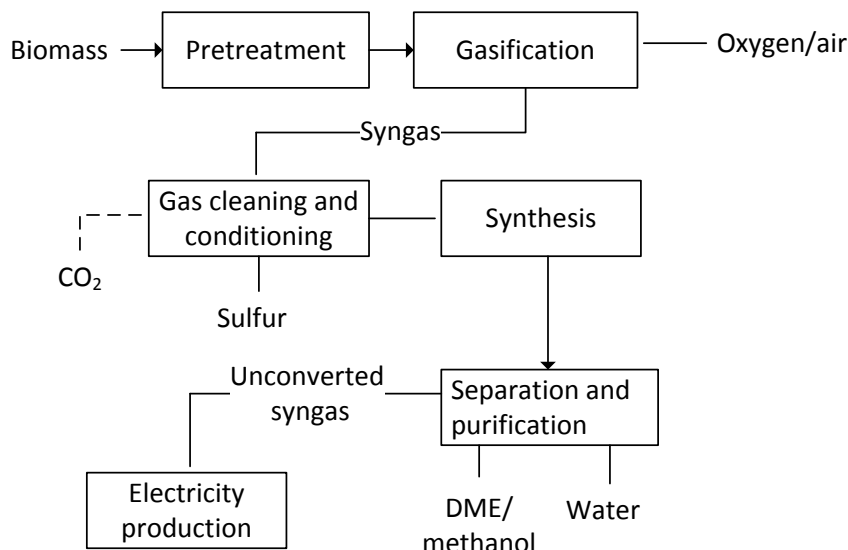 Biomass
Pretreatment
Gasification
Oxygen/air
Syngas
Gas cleaning and
conditioning
Synthesis
CO₂
Sulfur
Unconverted
syngas
Separation and
purification
Electricity
production
DME/
methanol
Water